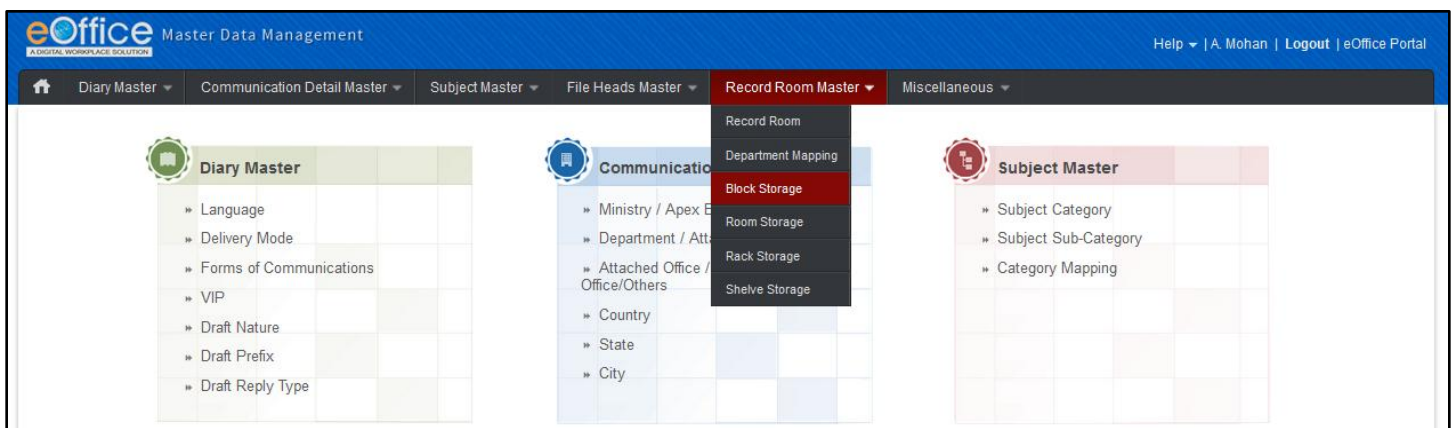 eOffice Master Data Management
A DIGITAL WORKPLACE SOLUTION
Help | A. Mohan | Logout | eOffice Portal
Diary Master Communication Detail Master Subject Master File Heads Master Record Room Master Miscellaneous
Record Room
Department Mapping
Block Storage
Room Storage
Rack Storage
Shelve Storage
Diary Master
» Language
» Delivery Mode
» Forms of Communications
» VIP
» Draft Nature
» Draft Prefix
» Draft Reply Type
Communicatio
» Ministry / Apex
» Department / Att
» Attached Office /
Office/Others
» Country
» State
» City
Subject Master
» Subject Category
» Subject Sub-Category
» Category Mapping